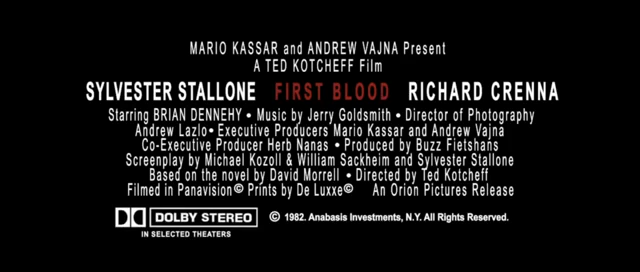 MARIO KASSAR and ANDREW VAJNA Present
A TED KOTCHEFF Film
SYLVESTER STALLONE FIRST BLOOD RICHARD CRENNA
Starring BRIAN DENNEHY • Music by Jerry Goldsmith • Director of Photography
Andrew Lazlo • Executive Producers Mario Kassar and Andrew Vajna
Co-Executive Producer Herb Nanas • Produced by Buzz Fietshans
Screenplay by Michael Kozoll & William Sackheim and Sylvester Stallone
Based on the novel by David Morrell • Directed by Ted Kotcheff
Filmed in Panavision© Prints by De Luxxe© An Orion Pictures Release
DOLBY STEREO © 1982. Anabasis Investments, N.Y. All Rights Reserved.
IN SELECTED THEATERS